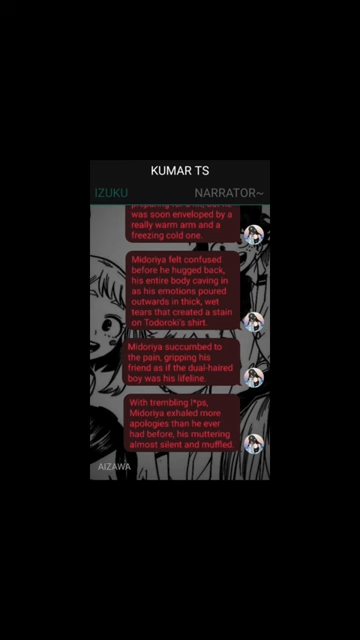 KUMAR TS
IZUKU
NARRATOR~
was soon enveloped by a
really warm arm and a
freezing cold one.
Midoriya felt confused
before he hugged back,
his entire body caving in
as his emotions poured
outwards in thick, wet
tears that created a stain
on Todoroki's shirt.
Midoriya succumbed to
the pain, gripping his
friend as if the dual-haired
boy was his lifeline.
With trembling l*ps,
Midoriya exhaled more
apologies than he ever
had before, his muttering
almost silent and muffled.
AIZAWA